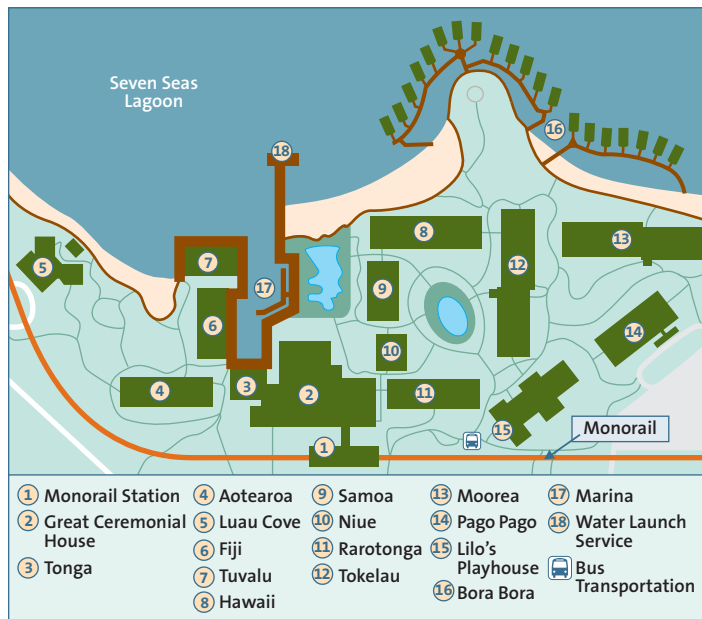 Seven Seas
Lagoon
18
16
8
13
5
7
12
17
9
6
14
10
4
3
2
11
15
1
Monorail
1 Monorail Station
2 Great Ceremonial
House
3 Tonga
4 Aotearoa
5 Luau Cove
6 Fiji
7 Tuvalu
8 Hawaii
9 Samoa
10 Niue
11 Rarotonga
12 Tokelau
13 Moorea
14 Pago Pago
15 Lilo's
Playhouse
16 Bora Bora
17 Marina
18 Water Launch
Service
Bus
Transportation